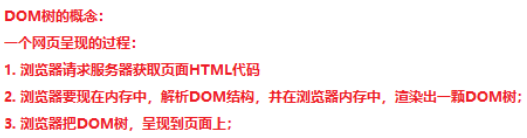 DOM树的概念：
一个网页呈现的过程：
1. 浏览器请求服务器获取页面HTML代码
2. 浏览器要现在内存中，解析DOM结构，并在浏览器内存中，渲染出一颗DOM树；
3. 浏览器把DOM树，呈现到页面上；